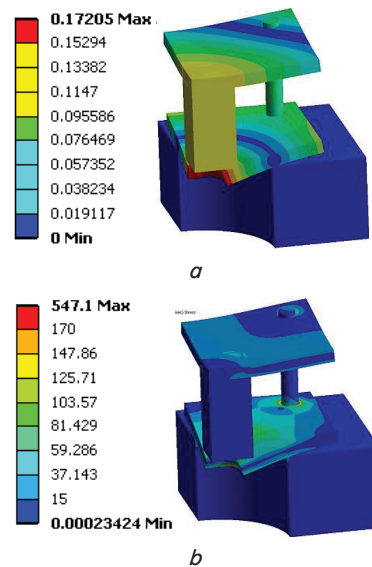 0.17205 Max
0.15294
0.13382
0.1147
0.095586
0.076469
0.057352
0.038234
0.019117
0 Min
a
547.1 Max
170
147.86
125.71
103.57
81.429
59.286
37.143
15
0.00023424 Min
b